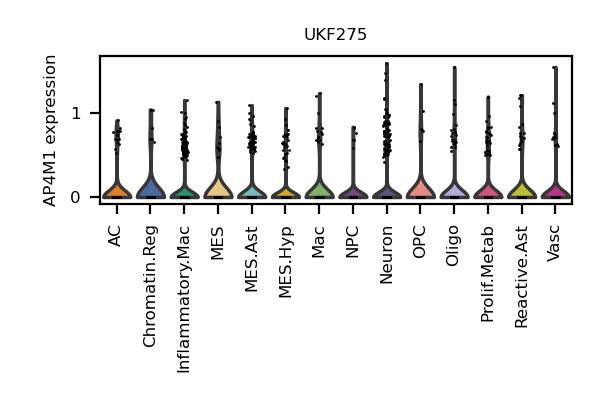 UKF275
AP4M1 expression
1
0
AC
Chromatin.Reg
Inflammatory.Mac
MES
MES.Ast
MES.Hyp
Mac
NPC
Neuron
OPC
Oligo
Prolif.Metab
Reactive.Ast
Vasc